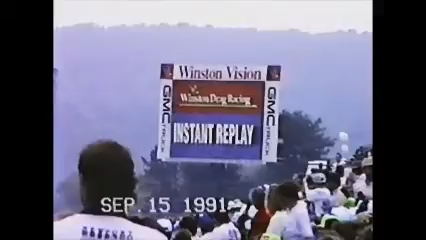 Winston Vision
Winston Drag Racing
GMC TRUCK
INSTANT REPLAY
GMC TRUCK
SEP 15 1991